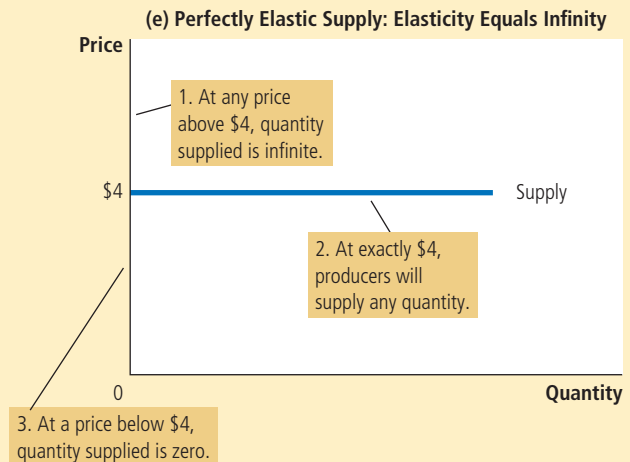 (e) Perfectly Elastic Supply: Elasticity Equals Infinity
Price
1. At any price
above $4, quantity
supplied is infinite.
$4
Supply
2. At exactly $4,
producers will
supply any quantity.
0
Quantity
3. At a price below $4,
quantity supplied is zero.